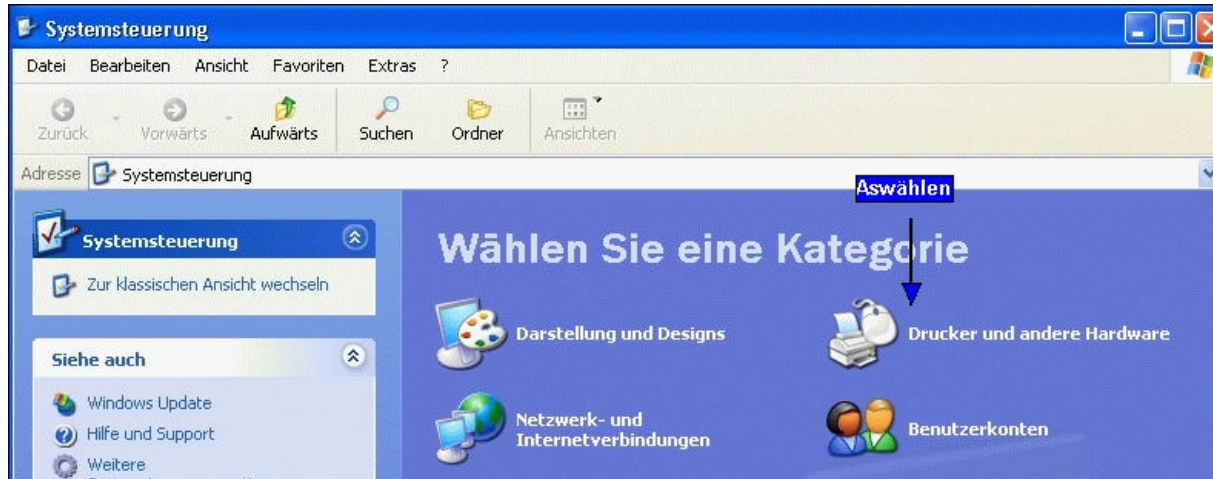 Systemsteuerung
Datei Bearbeiten Ansicht Favoriten Extras ?
Zurück Vorwärts Aufwärts Suchen Ordner Ansichten
Adresse Systemsteuerung
Aswählen
Systemsteuerung
Zur klassischen Ansicht wechseln
Siehe auch
Windows Update
Hilfe und Support
Weitere
Wählen Sie eine Kategorie
Darstellung und Designs
Drucker und andere Hardware
Netzwerk- und
Internetverbindungen
Benutzerkonten